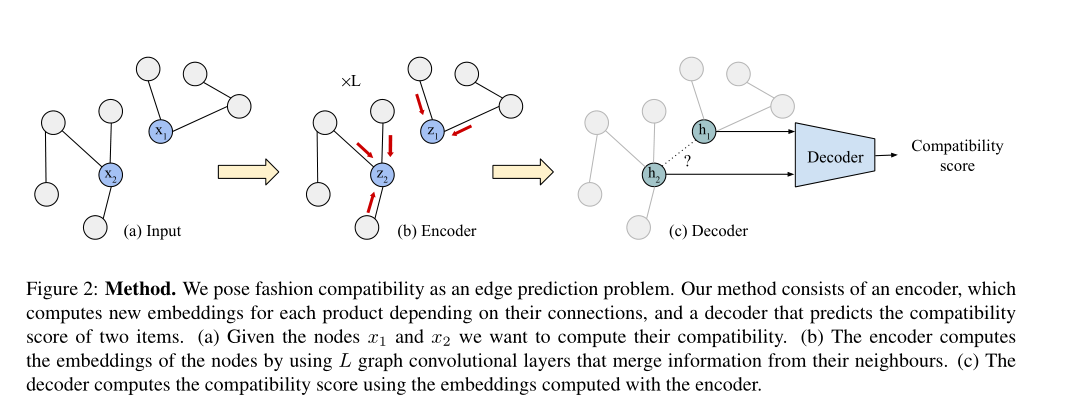 ×L
x1
x2
(a) Input
z1
z2
(b) Encoder
h1
?
h2
(c) Decoder
Decoder
Compatibility
score
Figure 2: Method. We pose fashion compatibility as an edge prediction problem. Our method consists of an encoder, which
computes new embeddings for each product depending on their connections, and a decoder that predicts the compatibility
score of two items. (a) Given the nodes x1 and x2 we want to compute their compatibility. (b) The encoder computes
the embeddings of the nodes by using L graph convolutional layers that merge information from their neighbours. (c) The
decoder computes the compatibility score using the embeddings computed with the encoder.